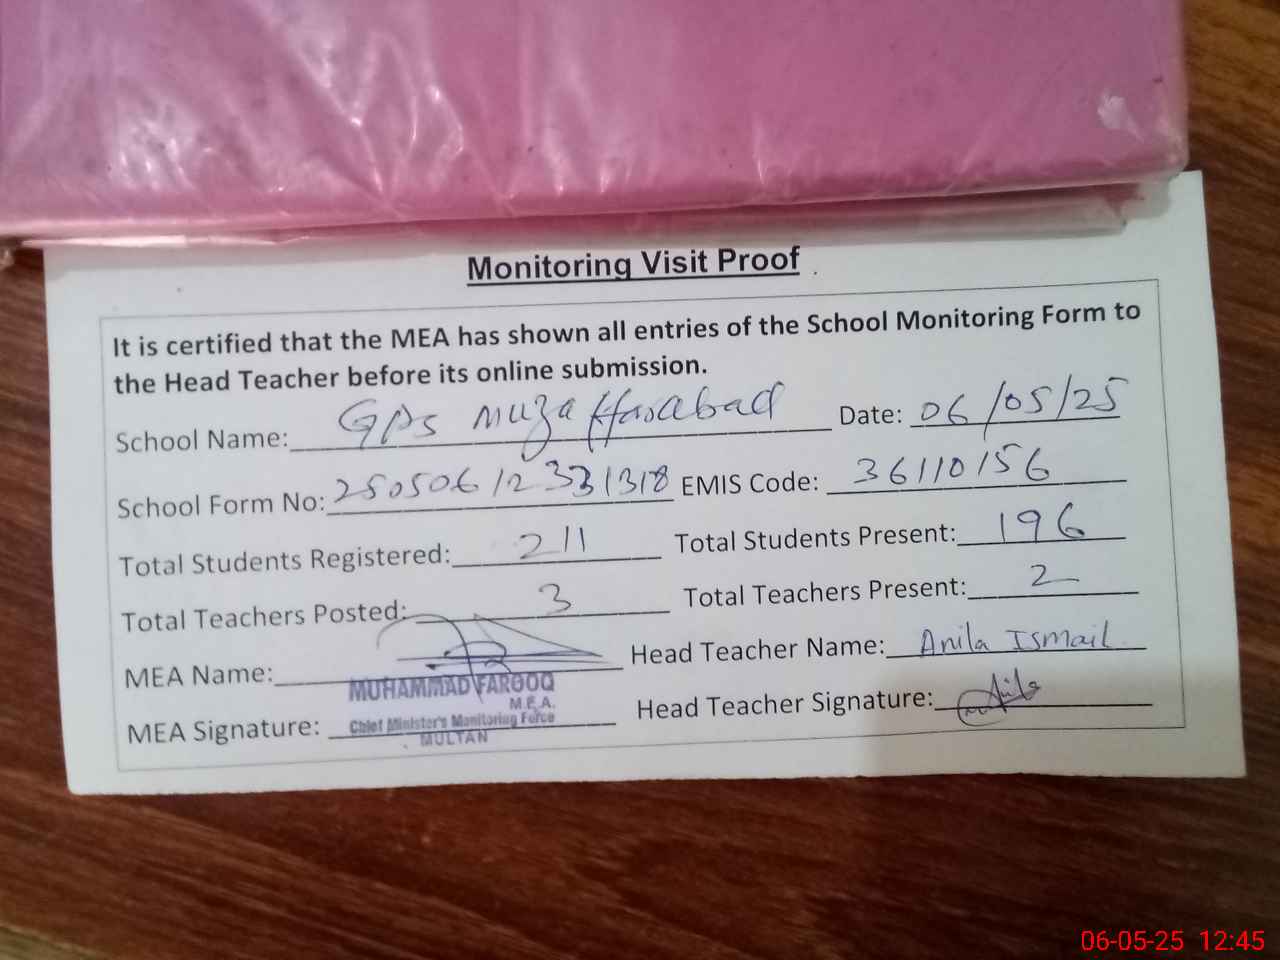 Monitoring Visit Proof
It is certified that the MEA has shown all entries of the School Monitoring Form to
the Head Teacher before its online submission.
School Name: GPS Muzaffarabad Date: 06/05/25
School Form No: 250506123331318 EMIS Code: 36110156
Total Students Registered: 211 Total Students Present: 196
Total Teachers Posted: 3 Total Teachers Present: 2
MEA Name: Head Teacher Name: Anila Ismail
MUHAMMAD FAROOQ
M.E.A.
MEA Signature: Chief Minister's Monitoring Force Head Teacher Signature: Anila
MULTAN
06-05-25 12:45